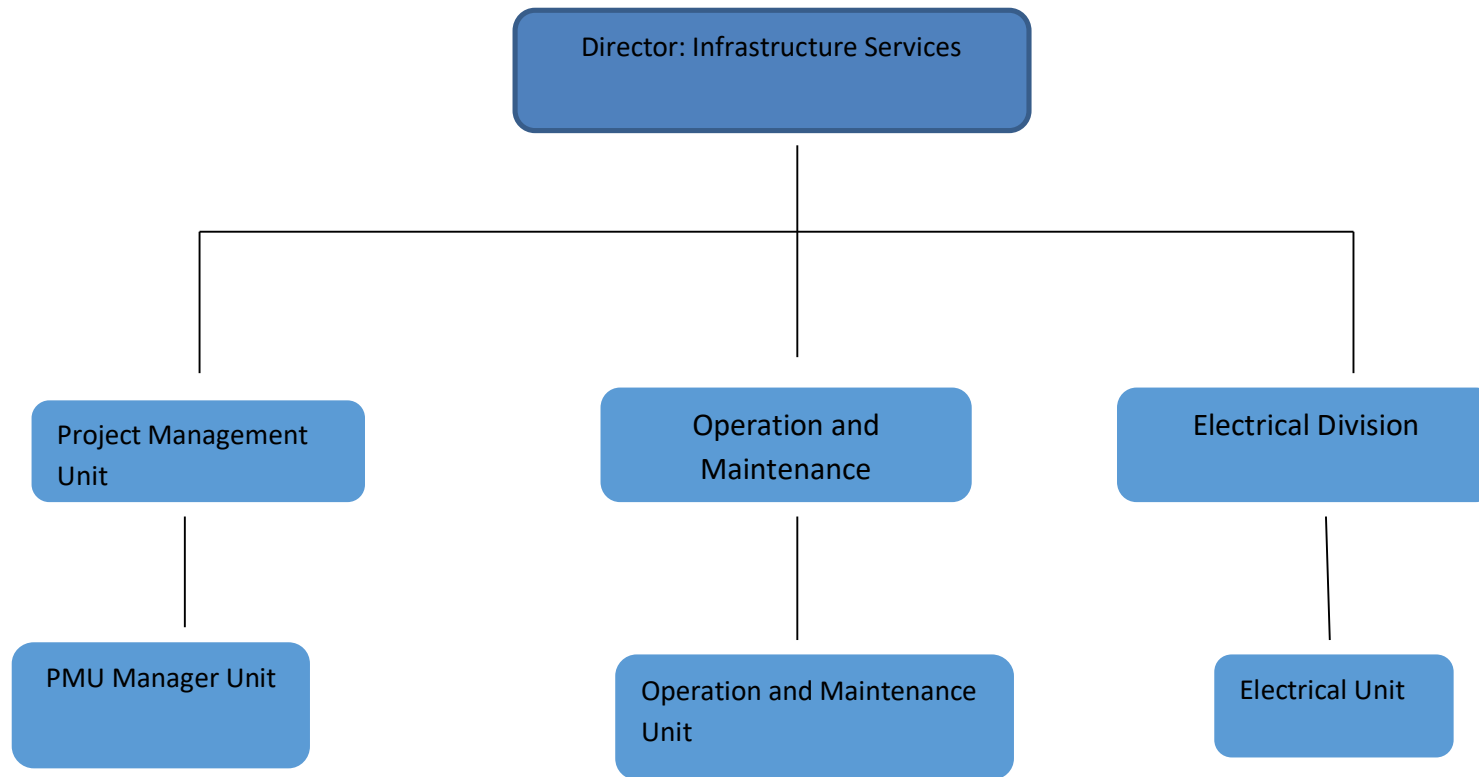 Director: Infrastructure Services
Project Management
Unit
Operation and
Maintenance
Electrical Division
PMU Manager Unit
Operation and Maintenance
Unit
Electrical Unit